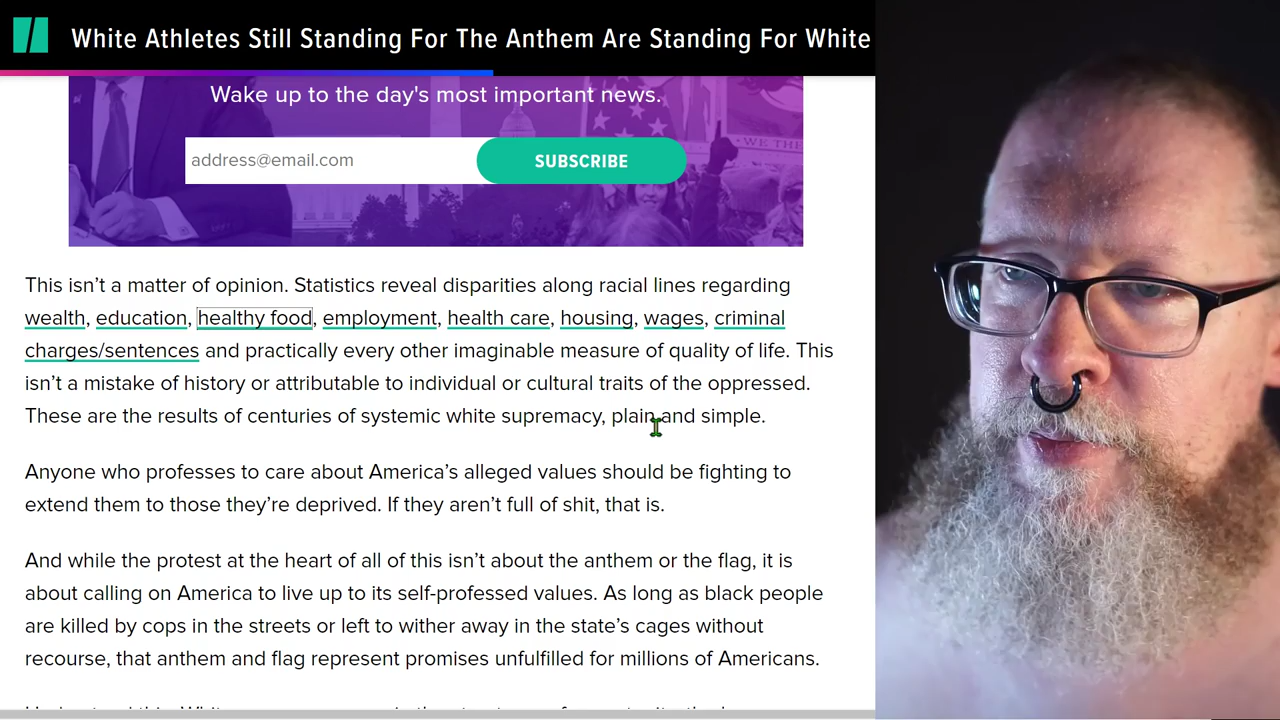 White Athletes Still Standing For The Anthem Are Standing For White
Wake up to the day's most important news.
address@email.com
SUBSCRIBE
WE THE
This isn’t a matter of opinion. Statistics reveal disparities along racial lines regarding
wealth, education, healthy food, employment, health care, housing, wages, criminal
charges/sentences and practically every other imaginable measure of quality of life. This
isn’t a mistake of history or attributable to individual or cultural traits of the oppressed.
These are the results of centuries of systemic white supremacy, plain and simple.
Anyone who professes to care about America’s alleged values should be fighting to
extend them to those they’re deprived. If they aren’t full of shit, that is.
And while the protest at the heart of all of this isn’t about the anthem or the flag, it is
about calling on America to live up to its self-professed values. As long as black people
are killed by cops in the streets or left to wither away in the state’s cages without
recourse, that anthem and flag represent promises unfulfilled for millions of Americans.